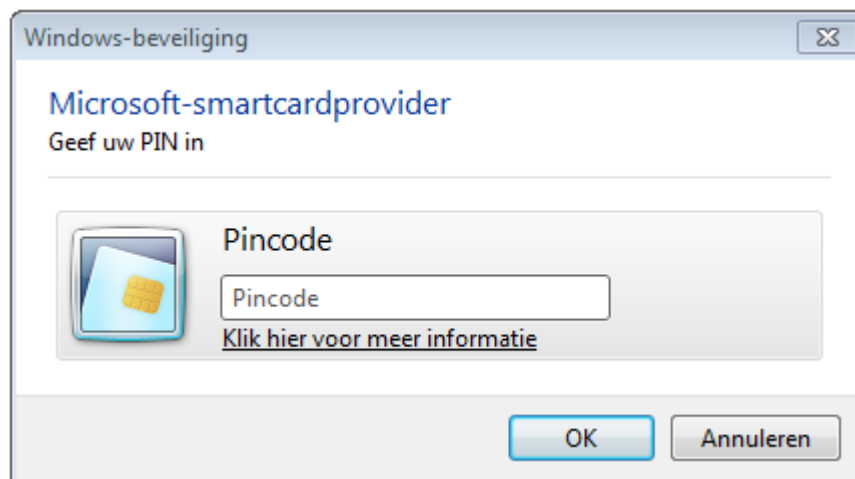 Windows-beveiliging
Microsoft-smartcardprovider
Geef uw PIN in
Pincode
Pincode
Klik hier voor meer informatie
OK
Annuleren